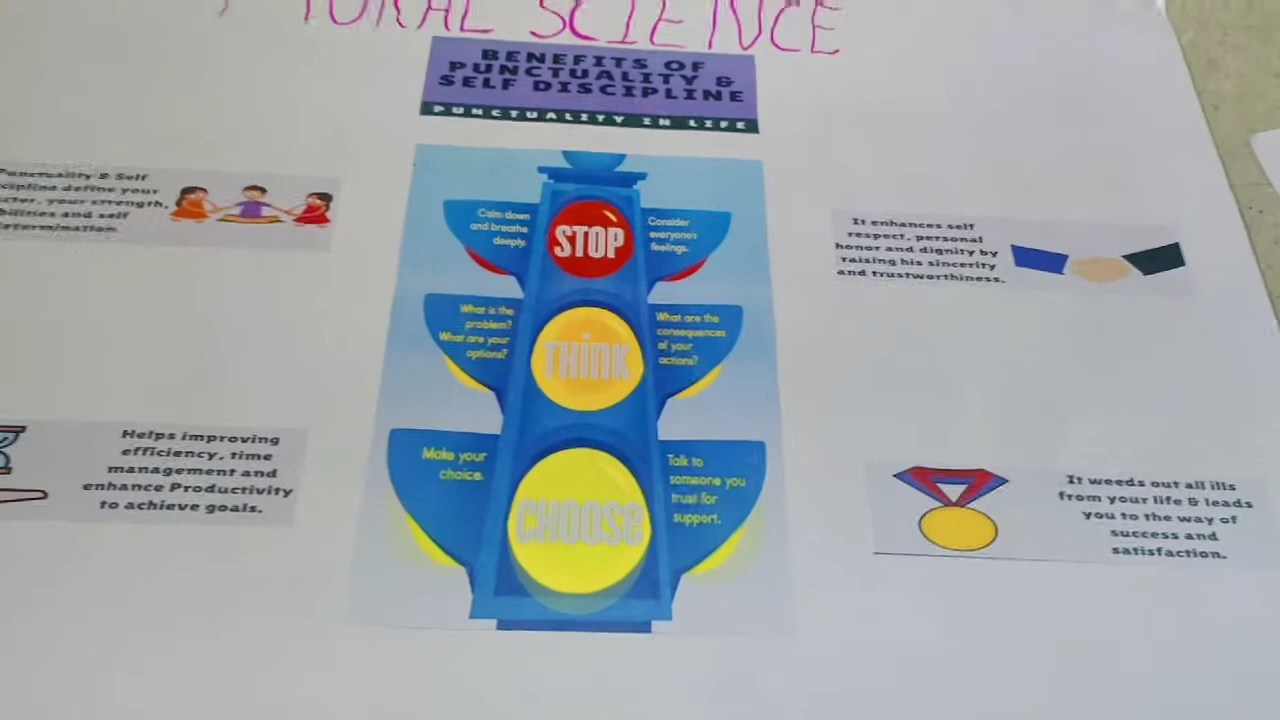 SCIENCE
BENEFITS OF
PUNCTUALITY &
SELF DISCIPLINE
PUNCTUALITY IN LIFE
Punctuality & Self
define your
your strength,
and self
Calm down
and breathe
deeply.
STOP
Consider
everyone's
feelings.
It enhances self
respect, personal
honor and dignity by
raising his sincerity
and trustworthiness.
What is the
problem?
What are your
options?
THiNK
What are the
consequences
of your
actions?
Helps improving
efficiency, time
management and
enhance Productivity
to achieve goals.
Make your
choice.
CHOOSe
Talk to
someone you
trust for
support.
It weeds out all ills
from your life & leads
you to the way of
success and
satisfaction.